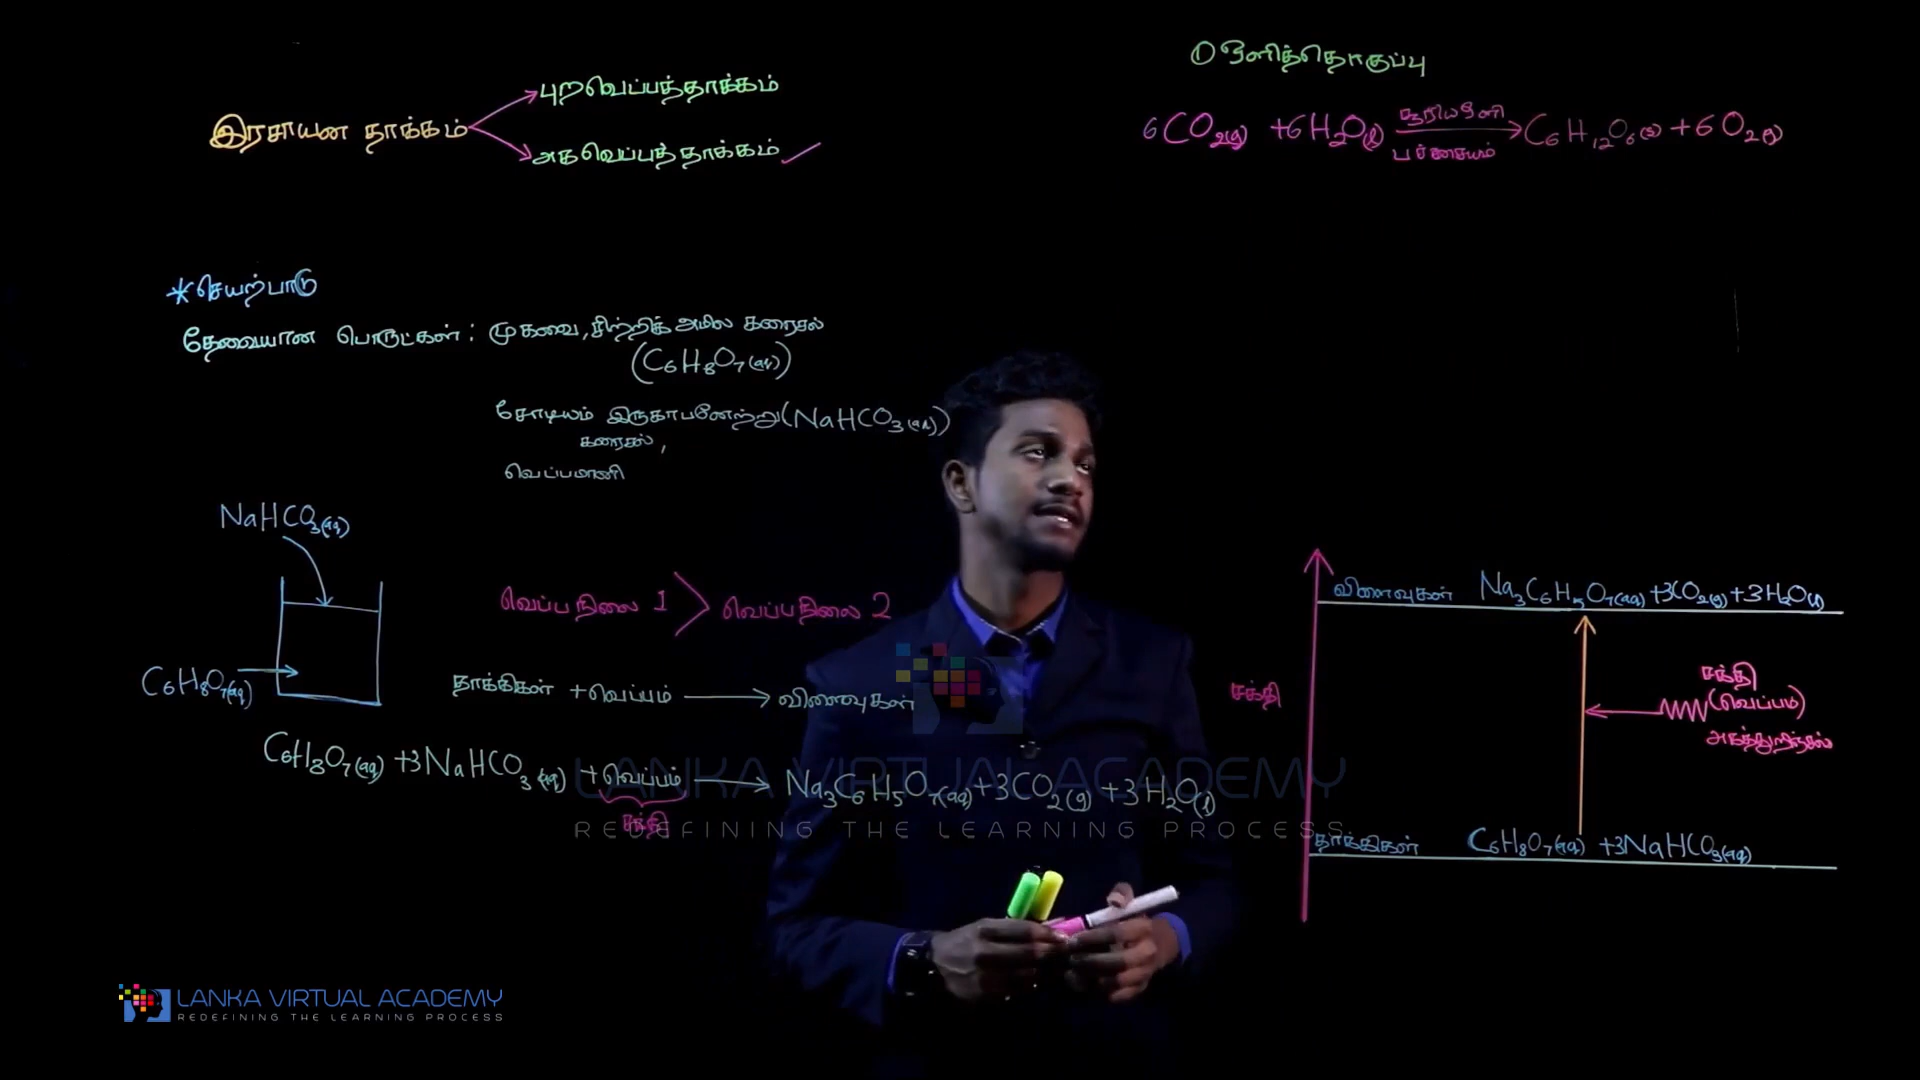 ① ஒளித்தொகுப்பு
புறவெப்பத்தாக்கம்
இரசாயன தாக்கம்
அகவெப்பத்தாக்கம்
6CO₂(g) + 6H₂O(l) சூரியஒளி → பச்சையம் C₆H₁₂O₆(s) + 6O₂(g)
*செயற்பாடு
தேவையான பொருட்கள் : முகவை, சிற்றிக் அமில கரைசல்
(C₆H₈O₇(aq))
சோடியம் இருகாபனேற்று (NaHCO₃(aq))
கரைசல்,
வெப்பமானி
NaHCO₃(aq)
C₆H₈O₇(aq)
வெப்பநிலை 1 > வெப்பநிலை 2
தாக்கிகள் + வெப்பம் → விளைவுகள்
C₆H₈O₇(aq) + 3NaHCO₃(aq) + வெப்பம் → Na₃C₆H₅O₇(aq) + 3CO₂(g) + 3H₂O(l)
சக்தி
விளைவுகள் Na₃C₆H₅O₇(aq) + 3CO₂(g) + 3H₂O(l)
சக்தி
சக்தி
(வெப்பம்)
அகத்துறிஞ்சல்
தாக்கிகள் C₆H₈O₇(aq) + 3NaHCO₃(aq)
LANKA VIRTUAL ACADEMY
REDEFINING THE LEARNING PROCESS
LANKA VIRTUAL ACADEMY
REDEFINING THE LEARNING PROCESS